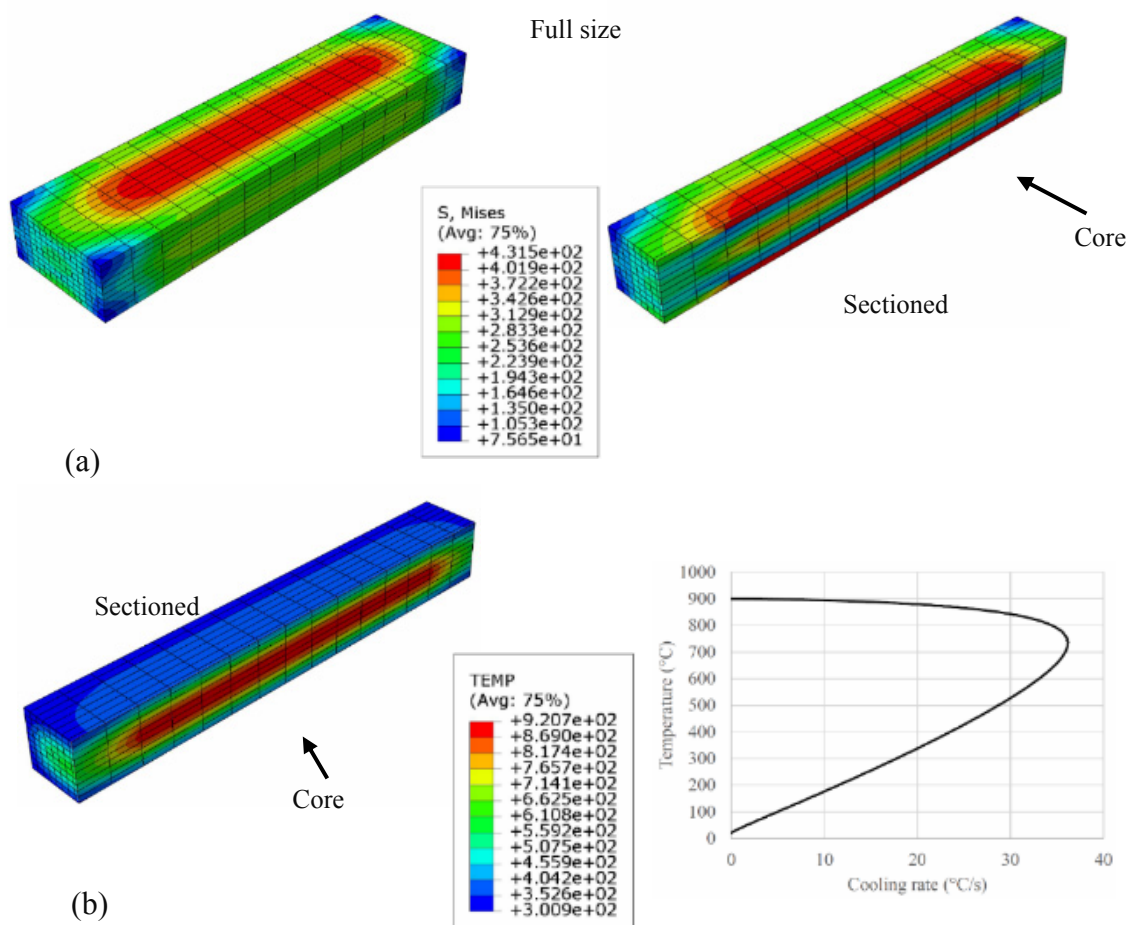 Full size
S, Mises
(Avg: 75%)
+4.315e+02
+4.019e+02
+3.722e+02
+3.426e+02
+3.129e+02
+2.833e+02
+2.536e+02
+2.239e+02
+1.943e+02
+1.646e+02
+1.350e+02
+1.053e+02
+7.565e+01
Core
Sectioned
(a)
Sectioned
Core
TEMP
(Avg: 75%)
+9.207e+02
+8.690e+02
+8.174e+02
+7.657e+02
+7.141e+02
+6.625e+02
+6.108e+02
+5.592e+02
+5.075e+02
+4.559e+02
+4.042e+02
+3.526e+02
+3.009e+02
Temperature (°C)
1000
900
800
700
600
500
400
300
200
100
0
0 10 20 30 40
Cooling rate (°C/s)
(b)